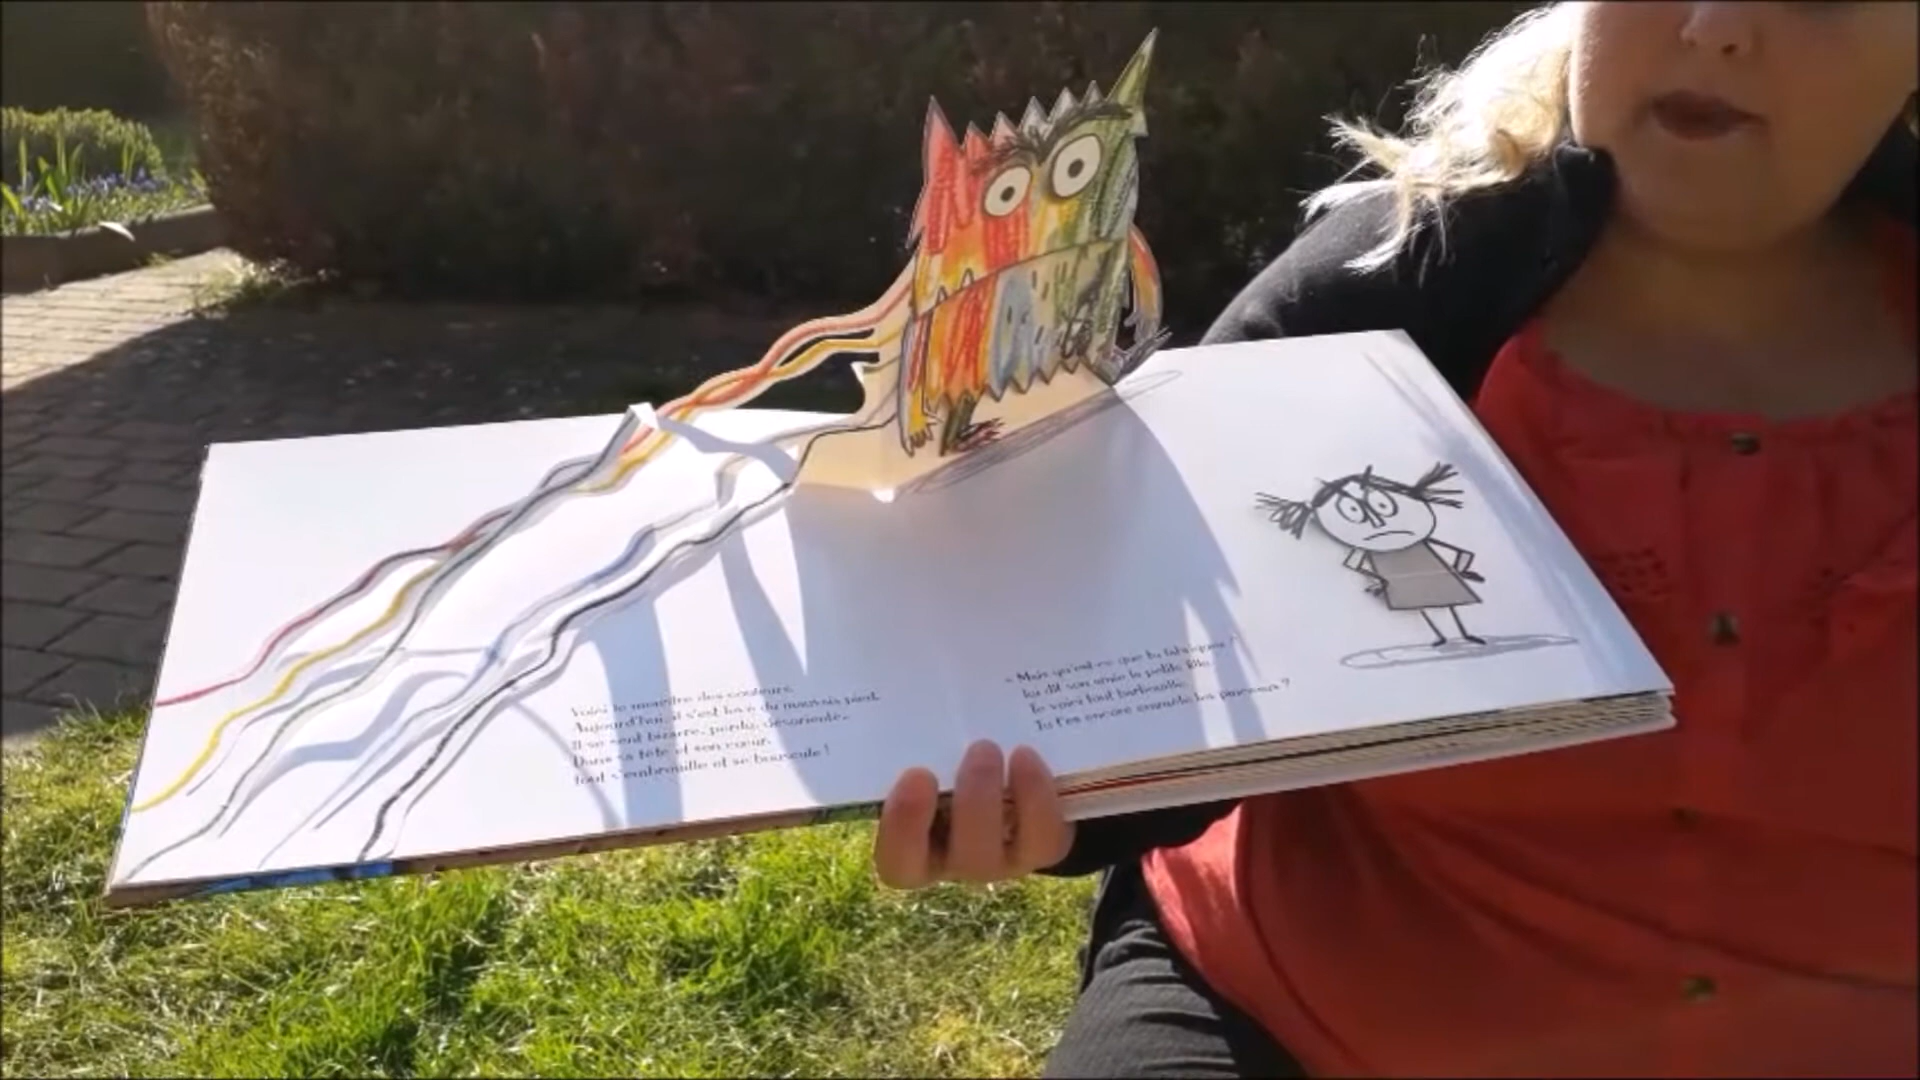 Voici le monstre des couleurs.
Aujourd'hui, il s'est levé du mauvais pied.
Il se sent bizarre, perdu, désorienté.
Dans sa tête et son cœur,
tout s'embrouille et se bouscule !
« Mais qu'est-ce que tu fabriques ?
lui dit son amie la petite fille.
Te voici tout barbouillé.
Tu t'es encore emmêlé les pinceaux ?